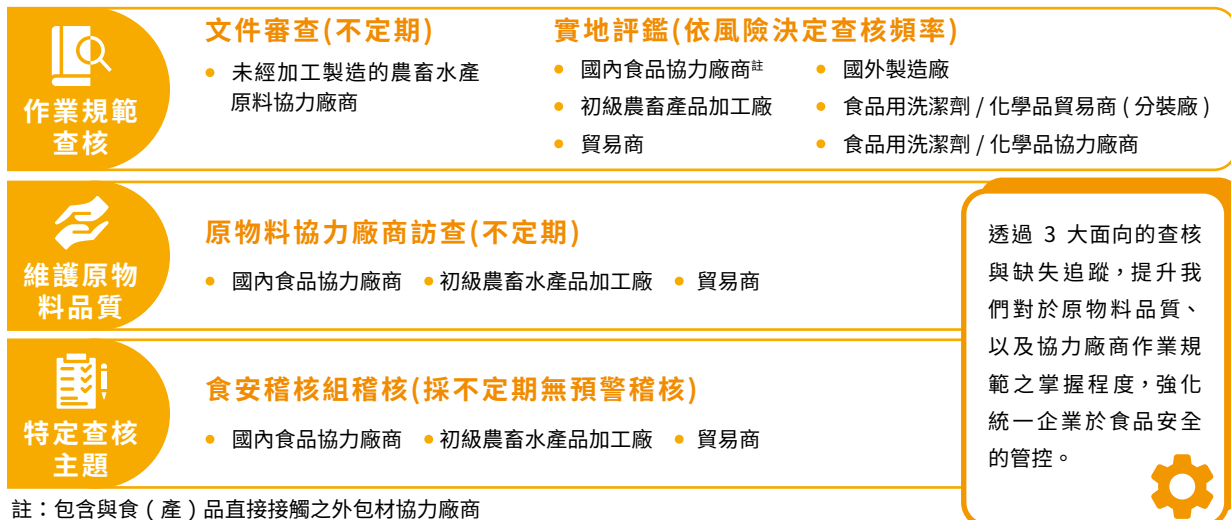 作業規範
查核
文件審查(不定期)
• 未經加工製造的農畜水產
原料協力廠商
實地評鑑(依風險決定查核頻率)
• 國內食品協力廠商註
• 初級農畜產品加工廠
• 貿易商
• 國外製造廠
• 食品用洗潔劑 / 化學品貿易商 ( 分裝廠 )
• 食品用洗潔劑 / 化學品協力廠商
維護原物
料品質
原物料協力廠商訪查(不定期)
• 國內食品協力廠商 • 初級農畜水產品加工廠 • 貿易商
特定查核
主題
食安稽核組稽核(採不定期無預警稽核)
• 國內食品協力廠商 • 初級農畜水產品加工廠 • 貿易商
透過 3 大面向的查核
與缺失追蹤，提升我
們對於原物料品質、
以及協力廠商作業規
範之掌握程度，強化
統一企業於食品安全
的管控。
註：包含與食 ( 產 ) 品直接接觸之外包材協力廠商